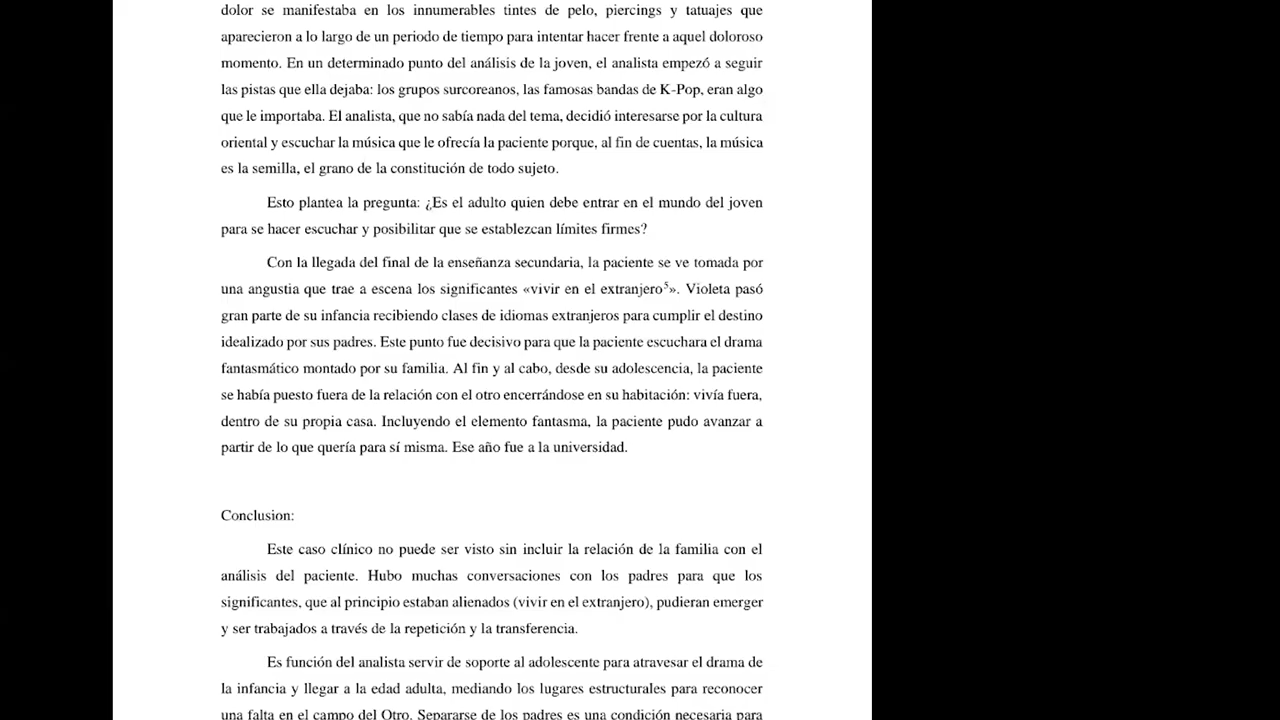 dolor se manifestaba en los innumerables tintes de pelo, piercings y tatuajes que
aparecieron a lo largo de un periodo de tiempo para intentar hacer frente a aquel doloroso
momento. En un determinado punto del análisis de la joven, el analista empezó a seguir
las pistas que ella dejaba: los grupos surcoreanos, las famosas bandas de K-Pop, eran algo
que le importaba. El analista, que no sabía nada del tema, decidió interesarse por la cultura
oriental y escuchar la música que le ofrecía la paciente porque, al fin de cuentas, la música
es la semilla, el grano de la constitución de todo sujeto.
Esto plantea la pregunta: ¿Es el adulto quien debe entrar en el mundo del joven
para se hacer escuchar y posibilitar que se establezcan límites firmes?
Con la llegada del final de la enseñanza secundaria, la paciente se ve tomada por
una angustia que trae a escena los significantes «vivir en el extranjero⁵». Violeta pasó
gran parte de su infancia recibiendo clases de idiomas extranjeros para cumplir el destino
idealizado por sus padres. Este punto fue decisivo para que la paciente escuchara el drama
fantasmático montado por su familia. Al fin y al cabo, desde su adolescencia, la paciente
se había puesto fuera de la relación con el otro encerrándose en su habitación: vivía fuera,
dentro de su propia casa. Incluyendo el elemento fantasma, la paciente pudo avanzar a
partir de lo que quería para sí misma. Ese año fue a la universidad.
Conclusion:
Este caso clínico no puede ser visto sin incluir la relación de la familia con el
análisis del paciente. Hubo muchas conversaciones con los padres para que los
significantes, que al principio estaban alienados (vivir en el extranjero), pudieran emerger
y ser trabajados a través de la repetición y la transferencia.
Es función del analista servir de soporte al adolescente para atravesar el drama de
la infancia y llegar a la edad adulta, mediando los lugares estructurales para reconocer
una falta en el campo del Otro. Separarse de los padres es una condición necesaria para